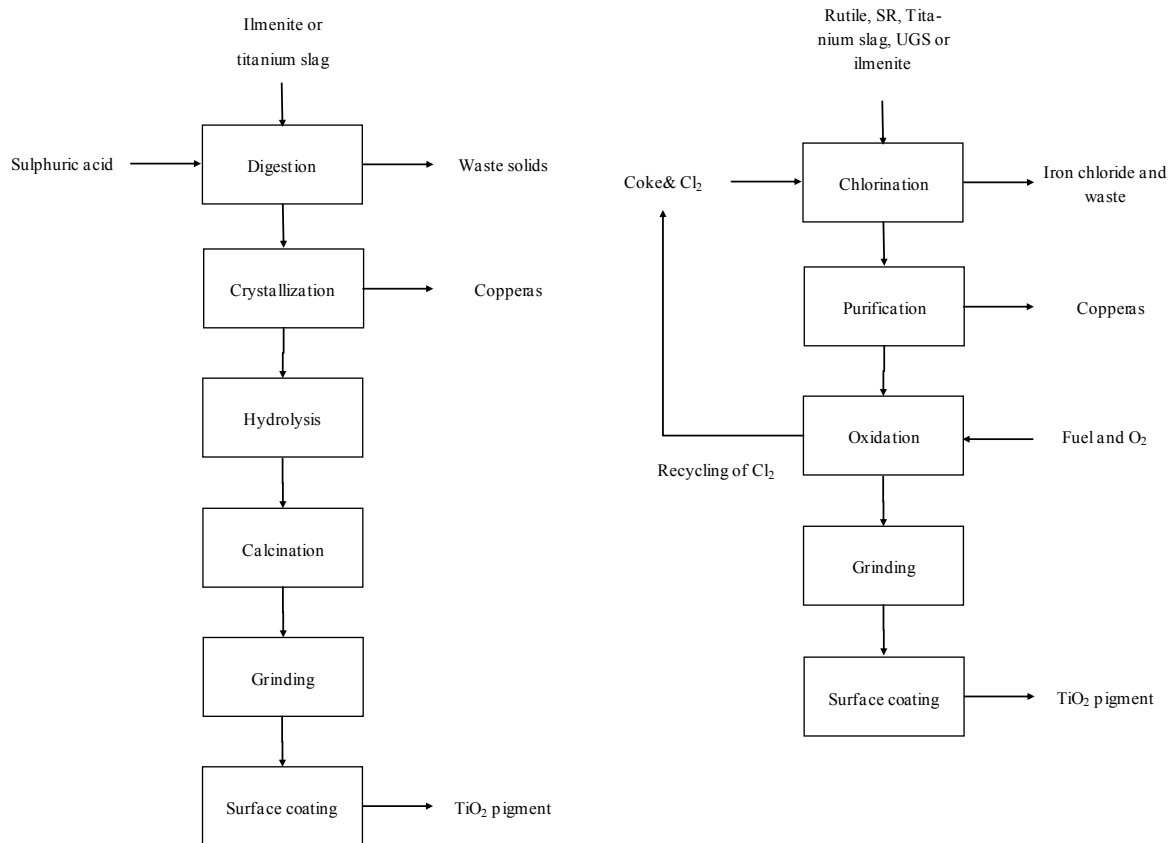 Ilmenite or
titanium slag
Sulphuric acid
Digestion
Waste solids
Crystallization
Copperas
Hydrolysis
Calcination
Grinding
Surface coating
TiO₂ pigment
Rutile, SR, Tita-
nium slag, UGS or
ilmenite
Coke& Cl₂
Chlorination
Iron chloride and
waste
Purification
Copperas
Oxidation
Fuel and O₂
Recycling of Cl₂
Grinding
Surface coating
TiO₂ pigment